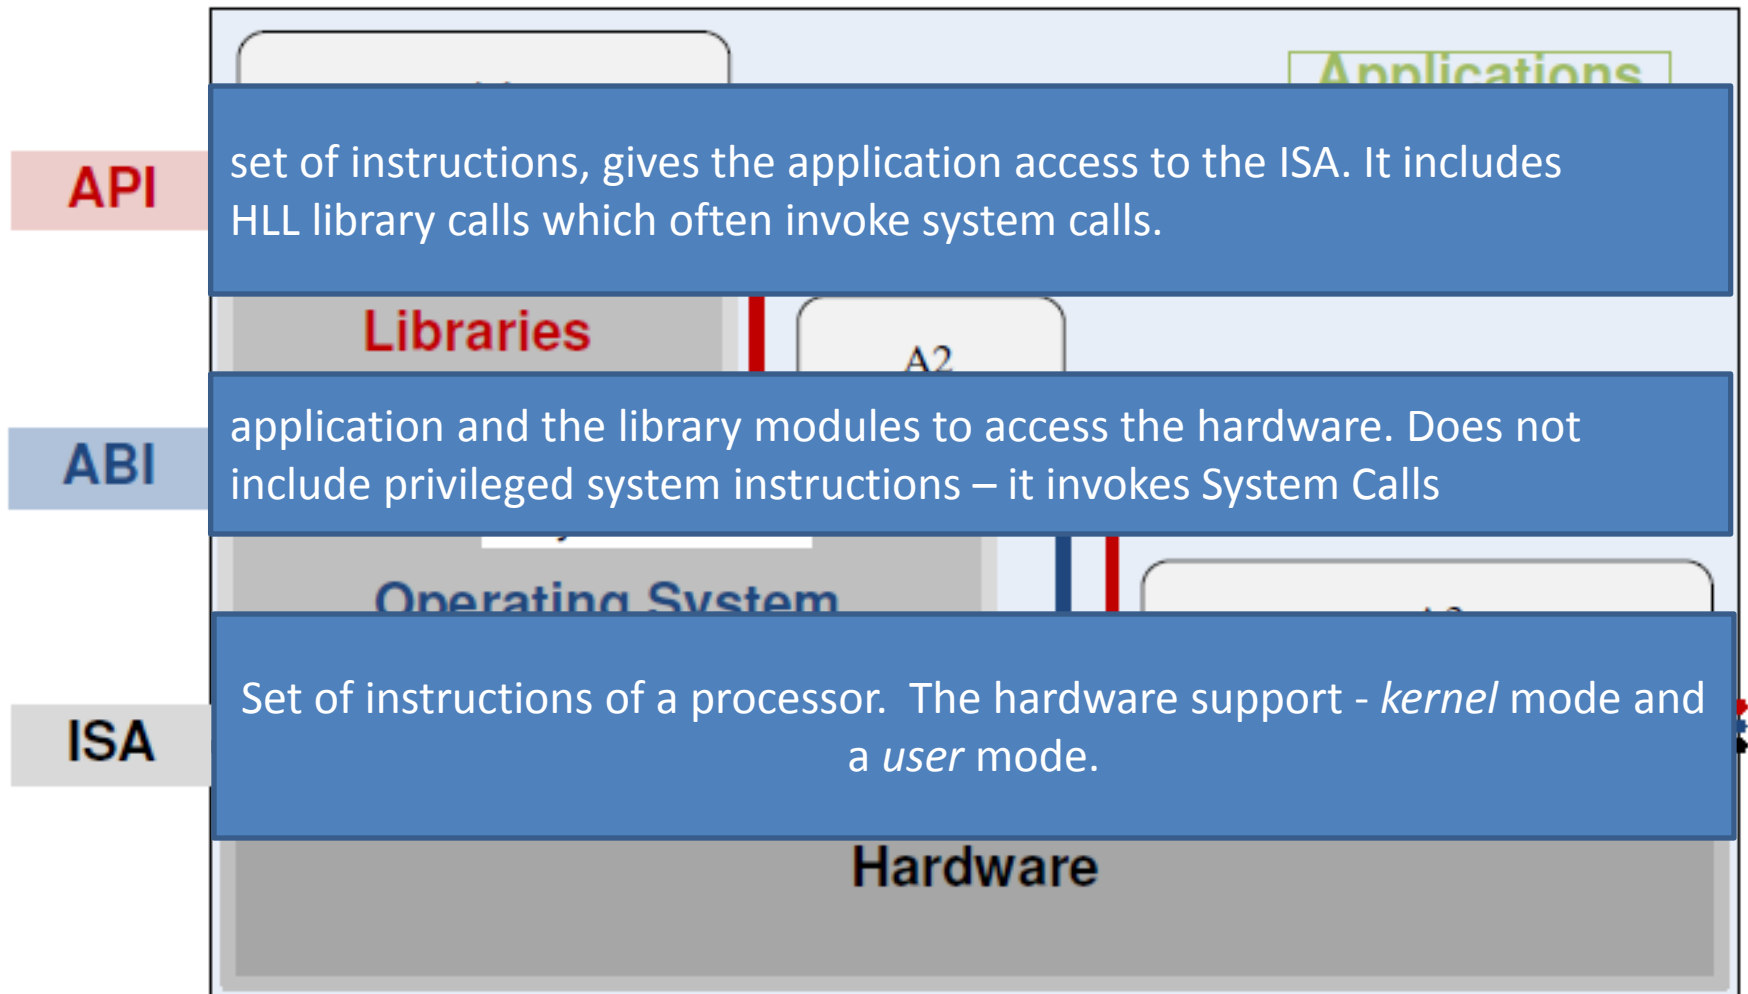 Applications
API
set of instructions, gives the application access to the ISA. It includes
HLL library calls which often invoke system calls.
Libraries
A2
ABI
application and the library modules to access the hardware. Does not
include privileged system instructions – it invokes System Calls
Operating System
ISA
Set of instructions of a processor.  The hardware support - kernel mode and
a user mode.
Hardware